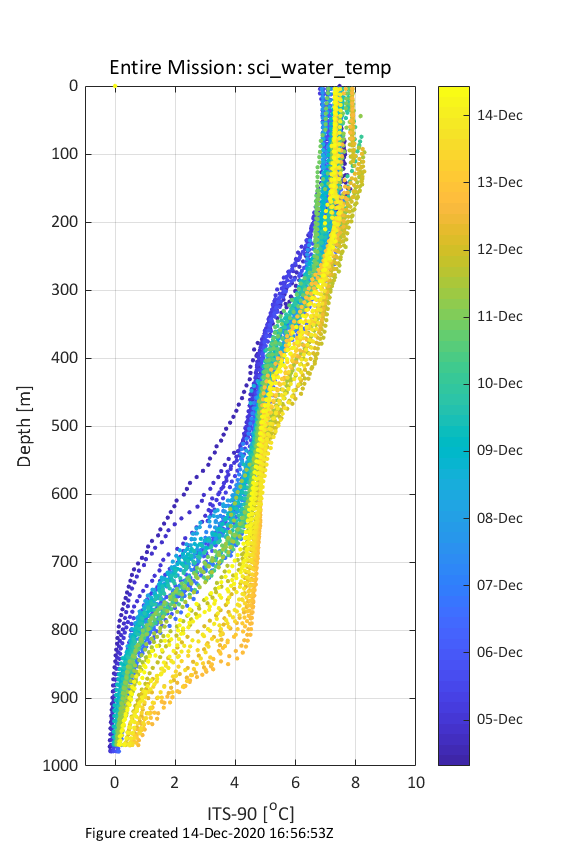 Entire Mission: sci_water_temp
0
100
200
300
400
500
600
700
800
900
1000
Depth [m]
0
2
4
6
8
10
ITS-90 [°C]
14-Dec
13-Dec
12-Dec
11-Dec
10-Dec
09-Dec
08-Dec
07-Dec
06-Dec
05-Dec
Figure created 14-Dec-2020 16:56:53Z